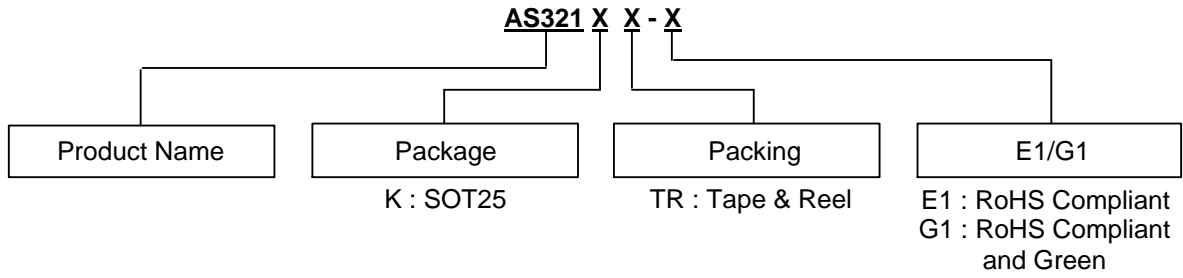 AS321 X X - X
Product Name
Package
Packing
E1/G1
K : SOT25
TR : Tape & Reel
E1 : RoHS Compliant
G1 : RoHS Compliant
and Green